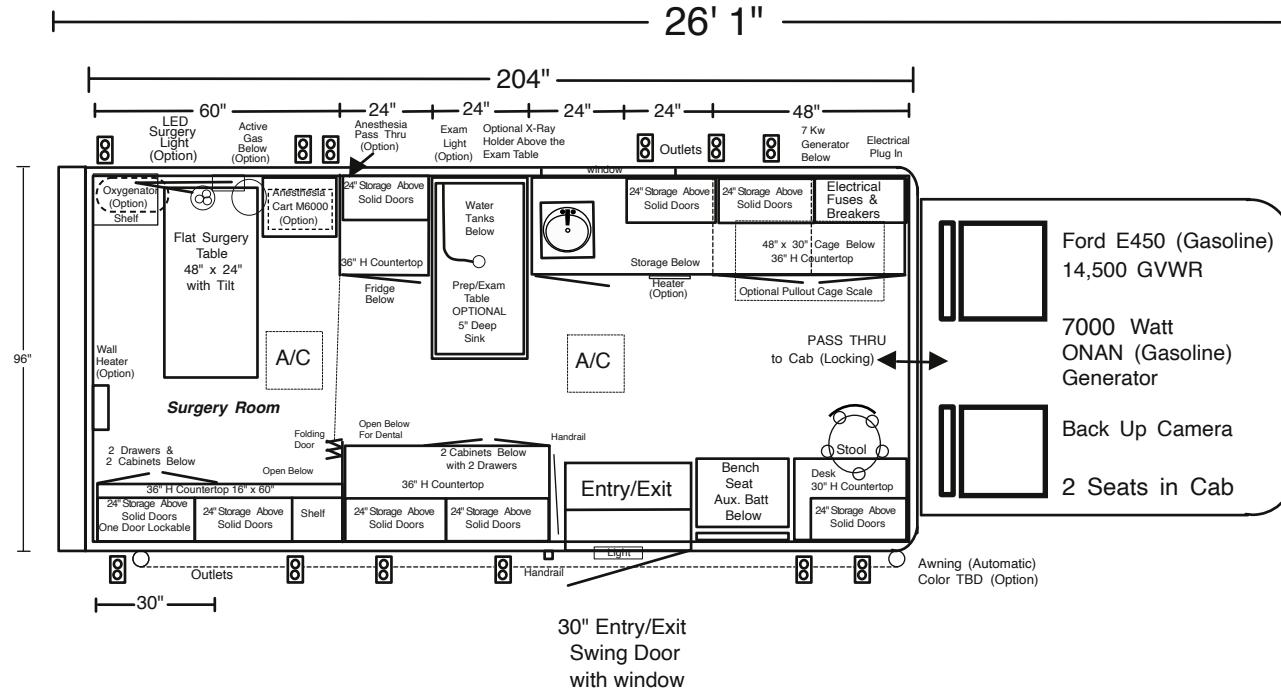 26' 1"
204"
60"
24"
24"
24"
24"
48"
LED
Surgery
Light
(Option)
Active
Gas
Below
(Option)
Anesthesia
Pass Thru
(Option)
Exam
Light
(Option)
Optional X-Ray
Holder Above the
Exam Table
Outlets
7 Kw
Generator
Below
Electrical
Plug In
window
Oxygenator
(Option)
Shelf
Anesthesia
Cart M6000
(Option)
24" Storage Above
Solid Doors
Water
Tanks
Below
24" Storage Above
Solid Doors
24" Storage Above
Solid Doors
Electrical
Fuses &
Breakers
Flat Surgery
Table
48" x 24"
with Tilt
36" H Countertop
Fridge
Below
Prep/Exam
Table
OPTIONAL
5" Deep
Sink
Storage Below
Heater
(Option)
48" x 30" Cage Below
36" H Countertop
Optional Pullout Cage Scale
Ford E450 (Gasoline)
14,500 GVWR
7000 Watt
ONAN (Gasoline)
Generator
Back Up Camera
2 Seats in Cab
96"
Wall
Heater
(Option)
A/C
A/C
PASS THRU
to Cab (Locking)
Surgery Room
Folding
Door
Open Below
For Dental
Handrail
2 Drawers &
2 Cabinets Below
Open Below
2 Cabinets Below
with 2 Drawers
Stool
36" H Countertop 16" x 60"
36" H Countertop
Entry/Exit
Bench
Seat
Aux. Batt
Below
Desk
30" H Countertop
24" Storage Above
Solid Doors
One Door Lockable
24" Storage Above
Solid Doors
Shelf
24" Storage Above
Solid Doors
24" Storage Above
Solid Doors
24" Storage Above
Solid Doors
Light
Outlets
Handrail
Awning (Automatic)
Color TBD (Option)
30"
30" Entry/Exit
Swing Door
with window